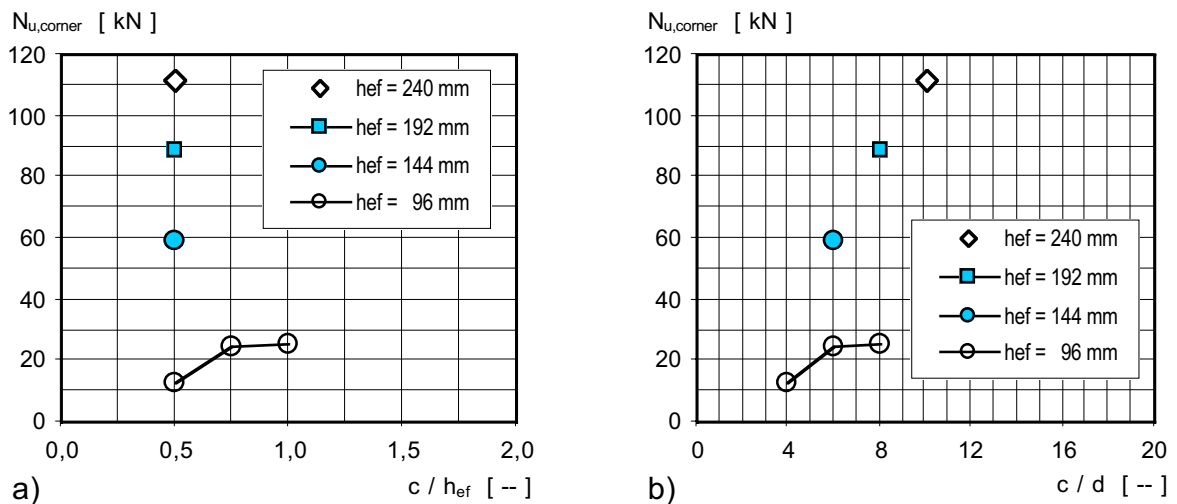 N u,corner [ kN ]
120
100
80
60
40
20
0
0,0 0,5 1,0 1,5 2,0
hef = 240 mm
hef = 192 mm
hef = 144 mm
hef = 96 mm
a)
c / h ef [ -- ]
N u,corner [ kN ]
120
100
80
60
40
20
0
0 4 8 12 16 20
hef = 240 mm
hef = 192 mm
hef = 144 mm
hef = 96 mm
b)
c / d [ -- ]